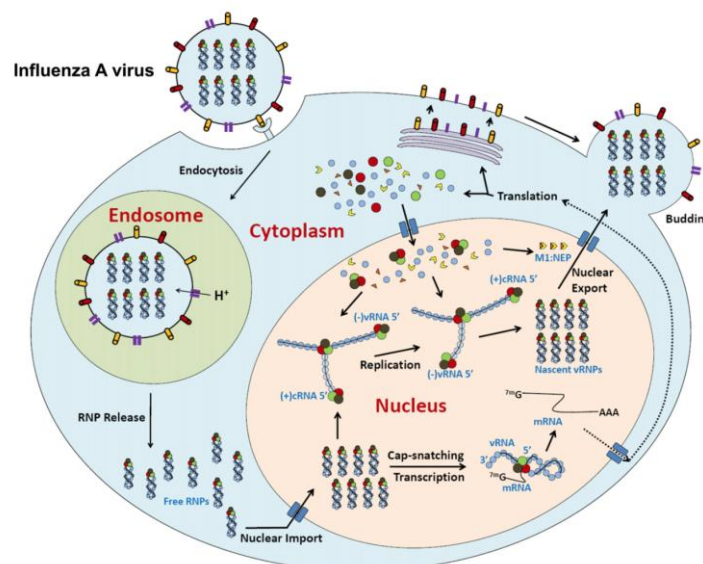 Influenza A virus
Endocytosis
Endosome
H+
Cytoplasm
Translation
Buddin
M1:NEP
Nuclear
Export
(+)cRNA 5'
(-)vRNA 5'
Replication
(-)vRNA 5'
(+)cRNA 5'
Nascent vRNPs
Nucleus
RNP Release
Free RNPs
Nuclear Import
Cap-snatching
Transcription
vRNA
3'
5'
7mG
mRNA
7mG
AAA
mRNA